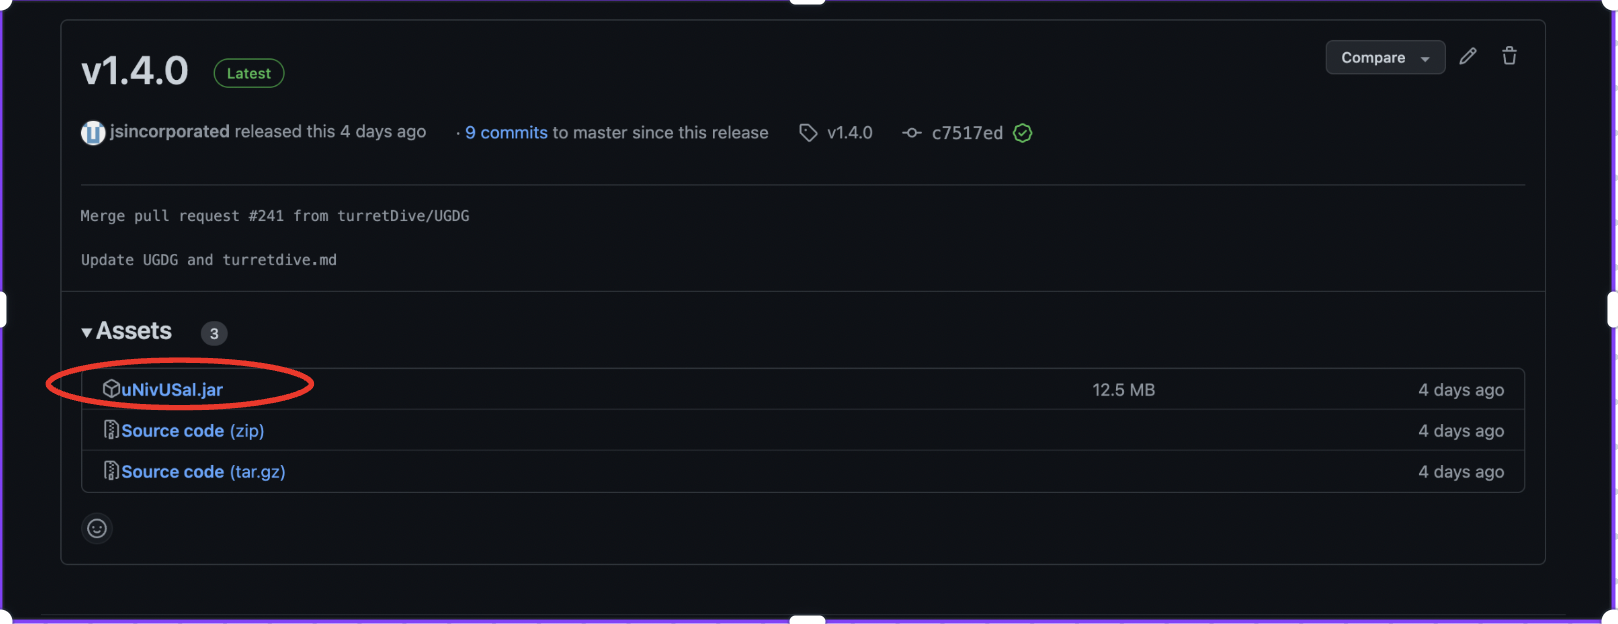 v1.4.0 Latest Compare
jsincorporated released this 4 days ago · 9 commits to master since this release v1.4.0 c7517ed
Merge pull request #241 from turretDive/UGDG
Update UGDG and turretdive.md
Assets 3
uNivUSal.jar 12.5 MB 4 days ago
Source code (zip) 4 days ago
Source code (tar.gz) 4 days ago